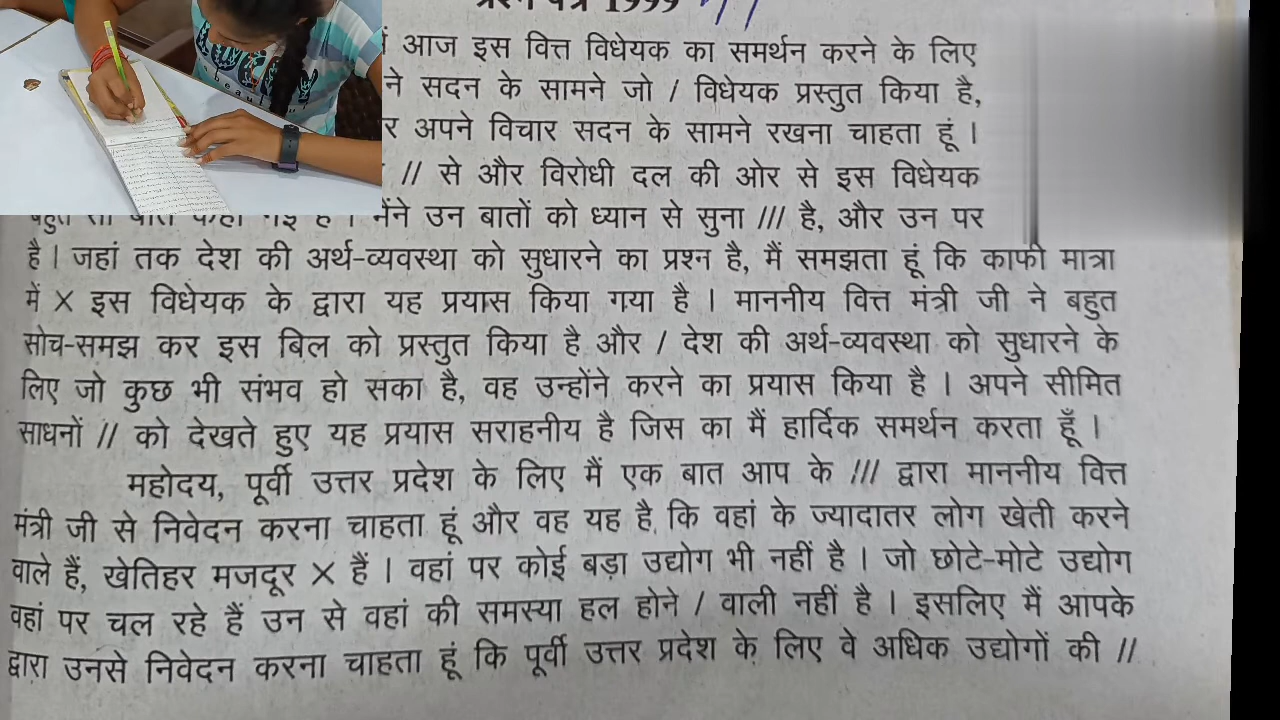 प्रश्न पत्र 1999
आज इस वित्त विधेयक का समर्थन करने के लिए
ने सदन के सामने जो / विधेयक प्रस्तुत किया है,
अपने विचार सदन के सामने रखना चाहता हूं ।
// से और विरोधी दल की ओर से इस विधेयक
मैंने उन बातों को ध्यान से सुना /// है, और उन पर
है । जहां तक देश की अर्थ-व्यवस्था को सुधारने का प्रश्न है, मैं समझता हूं कि काफी मात्रा
में X इस विधेयक के द्वारा यह प्रयास किया गया है । माननीय वित्त मंत्री जी ने बहुत
सोच-समझ कर इस बिल को प्रस्तुत किया है और / देश की अर्थ-व्यवस्था को सुधारने के
लिए जो कुछ भी संभव हो सका है, वह उन्होंने करने का प्रयास किया है । अपने सीमित
साधनों // को देखते हुए यह प्रयास सराहनीय है जिस का मैं हार्दिक समर्थन करता हूँ ।
महोदय, पूर्वी उत्तर प्रदेश के लिए मैं एक बात आप के /// द्वारा माननीय वित्त
मंत्री जी से निवेदन करना चाहता हूं और वह यह है कि वहां के ज्यादातर लोग खेती करने
वाले हैं, खेतिहर मजदूर X हैं । वहां पर कोई बड़ा उद्योग भी नहीं है । जो छोटे-मोटे उद्योग
वहां पर चल रहे हैं उन से वहां की समस्या हल होने / वाली नहीं है । इसलिए मैं आपके
द्वारा उनसे निवेदन करना चाहता हूं कि पूर्वी उत्तर प्रदेश के लिए वे अधिक उद्योगों की //